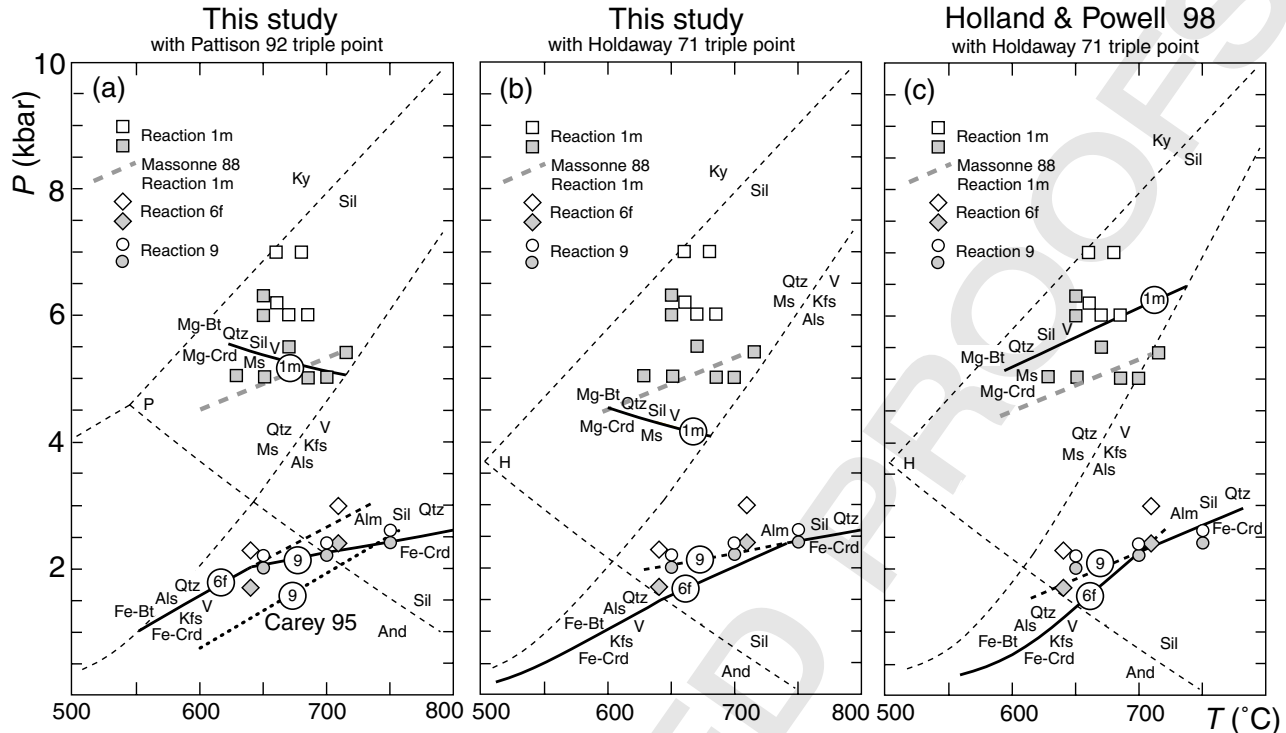 This study
with Pattison 92 triple point
This study
with Holdaway 71 triple point
Holland & Powell 98
with Holdaway 71 triple point
P (kbar)
10
8
6
4
2
(a)
Reaction 1m
Massonne 88
Reaction 1m
Reaction 6f
Reaction 9
Ky
Sil
Mg-Bt
Qtz
Sil
V
Mg-Crd
Ms
1m
P
Qtz
V
Ms
Kfs
Als
Alm
Sil
Qtz
Fe-Crd
9
6f
Qtz
Als
V
Fe-Bt
Kfs
Fe-Crd
9
Carey 95
Sil
And
500
600
700
800
(b)
Reaction 1m
Massonne 88
Reaction 1m
Reaction 6f
Reaction 9
Ky
Sil
Qtz
V
Ms
Kfs
Als
Mg-Bt
Qtz
Sil
V
Mg-Crd
Ms
1m
H
Alm
Sil
Qtz
Fe-Crd
9
6f
Qtz
Als
Fe-Bt
V
Kfs
Fe-Crd
Sil
And
600
700
800
(c)
Reaction 1m
Massonne 88
Reaction 1m
Reaction 6f
Reaction 9
Ky
Sil
1m
Sil
V
Qtz
Mg-Bt
Ms
Mg-Crd
H
Qtz
V
Ms
Kfs
Als
Alm
Sil
Qtz
Fe-Crd
9
6f
Qtz
Als
V
Fe-Bt
Kfs
Fe-Crd
Sil
And
500
600
700
T (˚C)
PROOFS